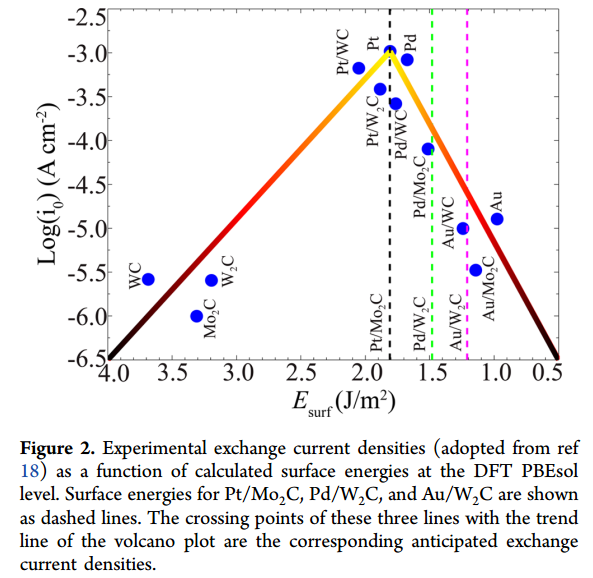 -2.5
-3.0
-3.5
-4.0
-4.5
-5.0
-5.5
-6.0
-6.5
Log(i₀) (A cm⁻²)
Pt/WC
Pt
Pd
Pt/W₂C
Pd/WC
Pd/Mo₂C
Au/WC
Au
WC
W₂C
Mo₂C
Pt/Mo₂C
Pd/W₂C
Au/W₂C
Au/Mo₂C
4.0 3.5 3.0 2.5 2.0 1.5 1.0 0.5
E_surf (J/m²)
Figure 2. Experimental exchange current densities (adopted from ref
18) as a function of calculated surface energies at the DFT PBEsol
level. Surface energies for Pt/Mo₂C, Pd/W₂C, and Au/W₂C are shown
as dashed lines. The crossing points of these three lines with the trend
line of the volcano plot are the corresponding anticipated exchange
current densities.